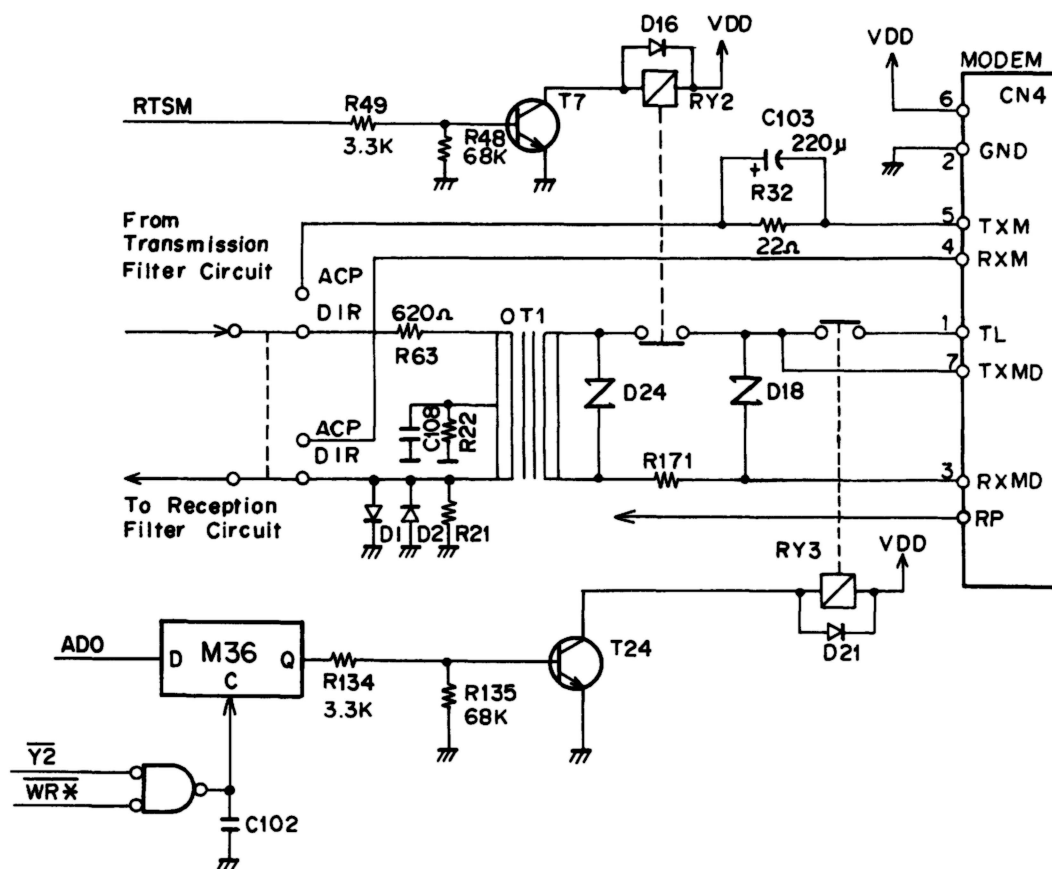 D16
VDD
VDD
MODEM
RTSM
R49
3.3K
R48
68K
T7
RY2
6
CN4
C103
220µ
+
R32
22Ω
2
GND
From
Transmission
Filter Circuit
5
TXM
4
RXM
ACP
DIR
620Ω
R63
OT1
1
TL
7
TXMD
D24
D18
C108
R22
ACP
DIR
R171
3
RXMD
To Reception
Filter Circuit
D1
D2
R21
RP
RY3
VDD
AD0
D
M36
Q
C
R134
3.3K
R135
68K
T24
D21
Y2
WR*
C102